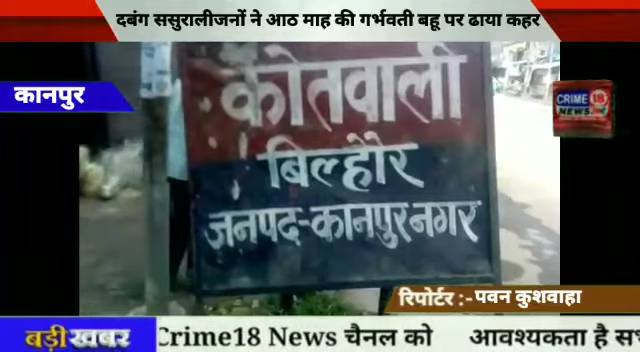 दबंग ससुरालीजनों ने आठ माह की गर्भवती बहू पर ढाया कहर
कानपुर
CRIME 18
NEWS
कोतवाली
बिल्हौर
जनपद-कानपुर नगर
रिपोर्टर :- पवन कुशवाहा
बड़ी खबर
Crime18 News चैनल को आवश्यकता है